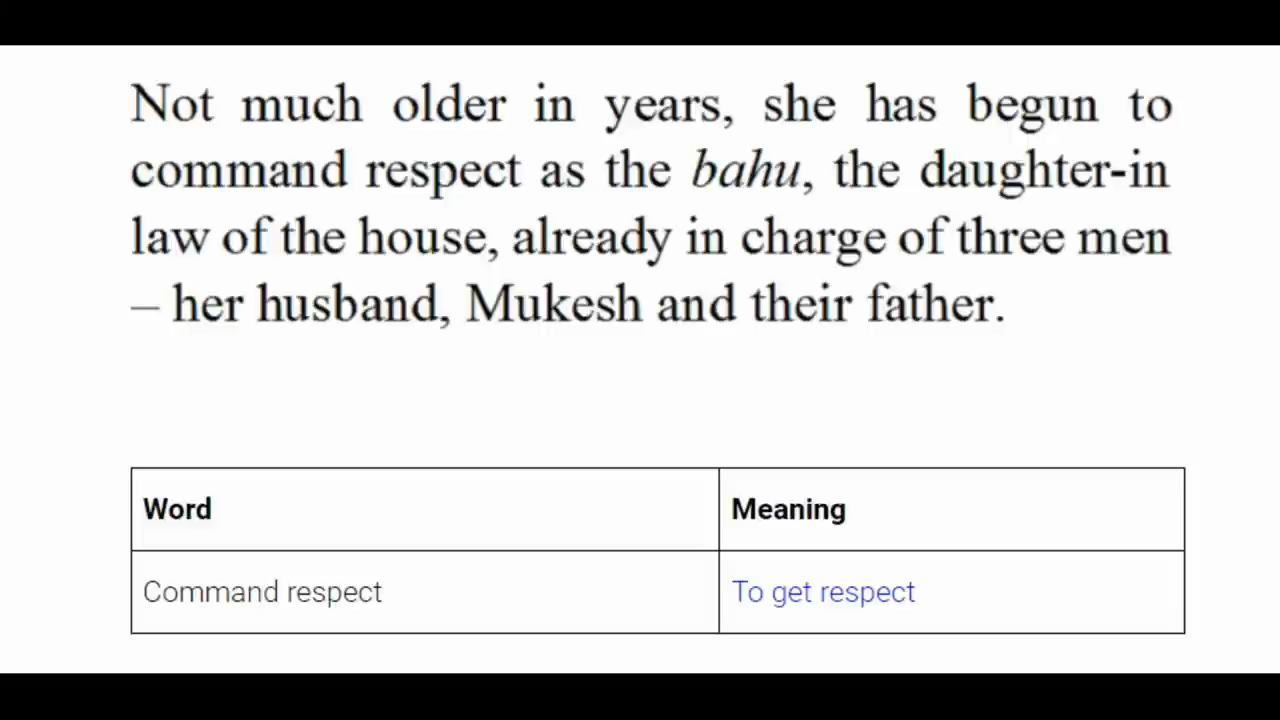 Not much older in years, she has begun to
command respect as the bahu, the daughter-in
law of the house, already in charge of three men
– her husband, Mukesh and their father.
Word Meaning
Command respect To get respect